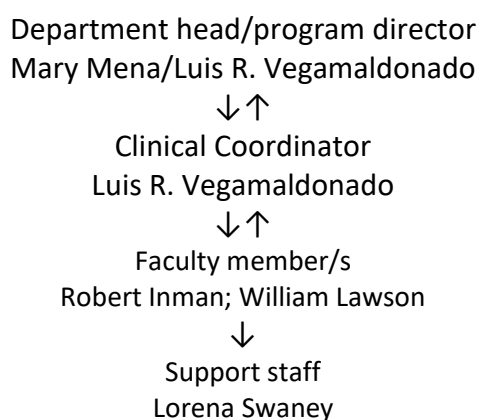 Department head/program director
Mary Mena/Luis R. Vegamaldonado
↓↑
Clinical Coordinator
Luis R. Vegamaldonado
↓↑
Faculty member/s
Robert Inman; William Lawson
↓
Support staff
Lorena Swaney